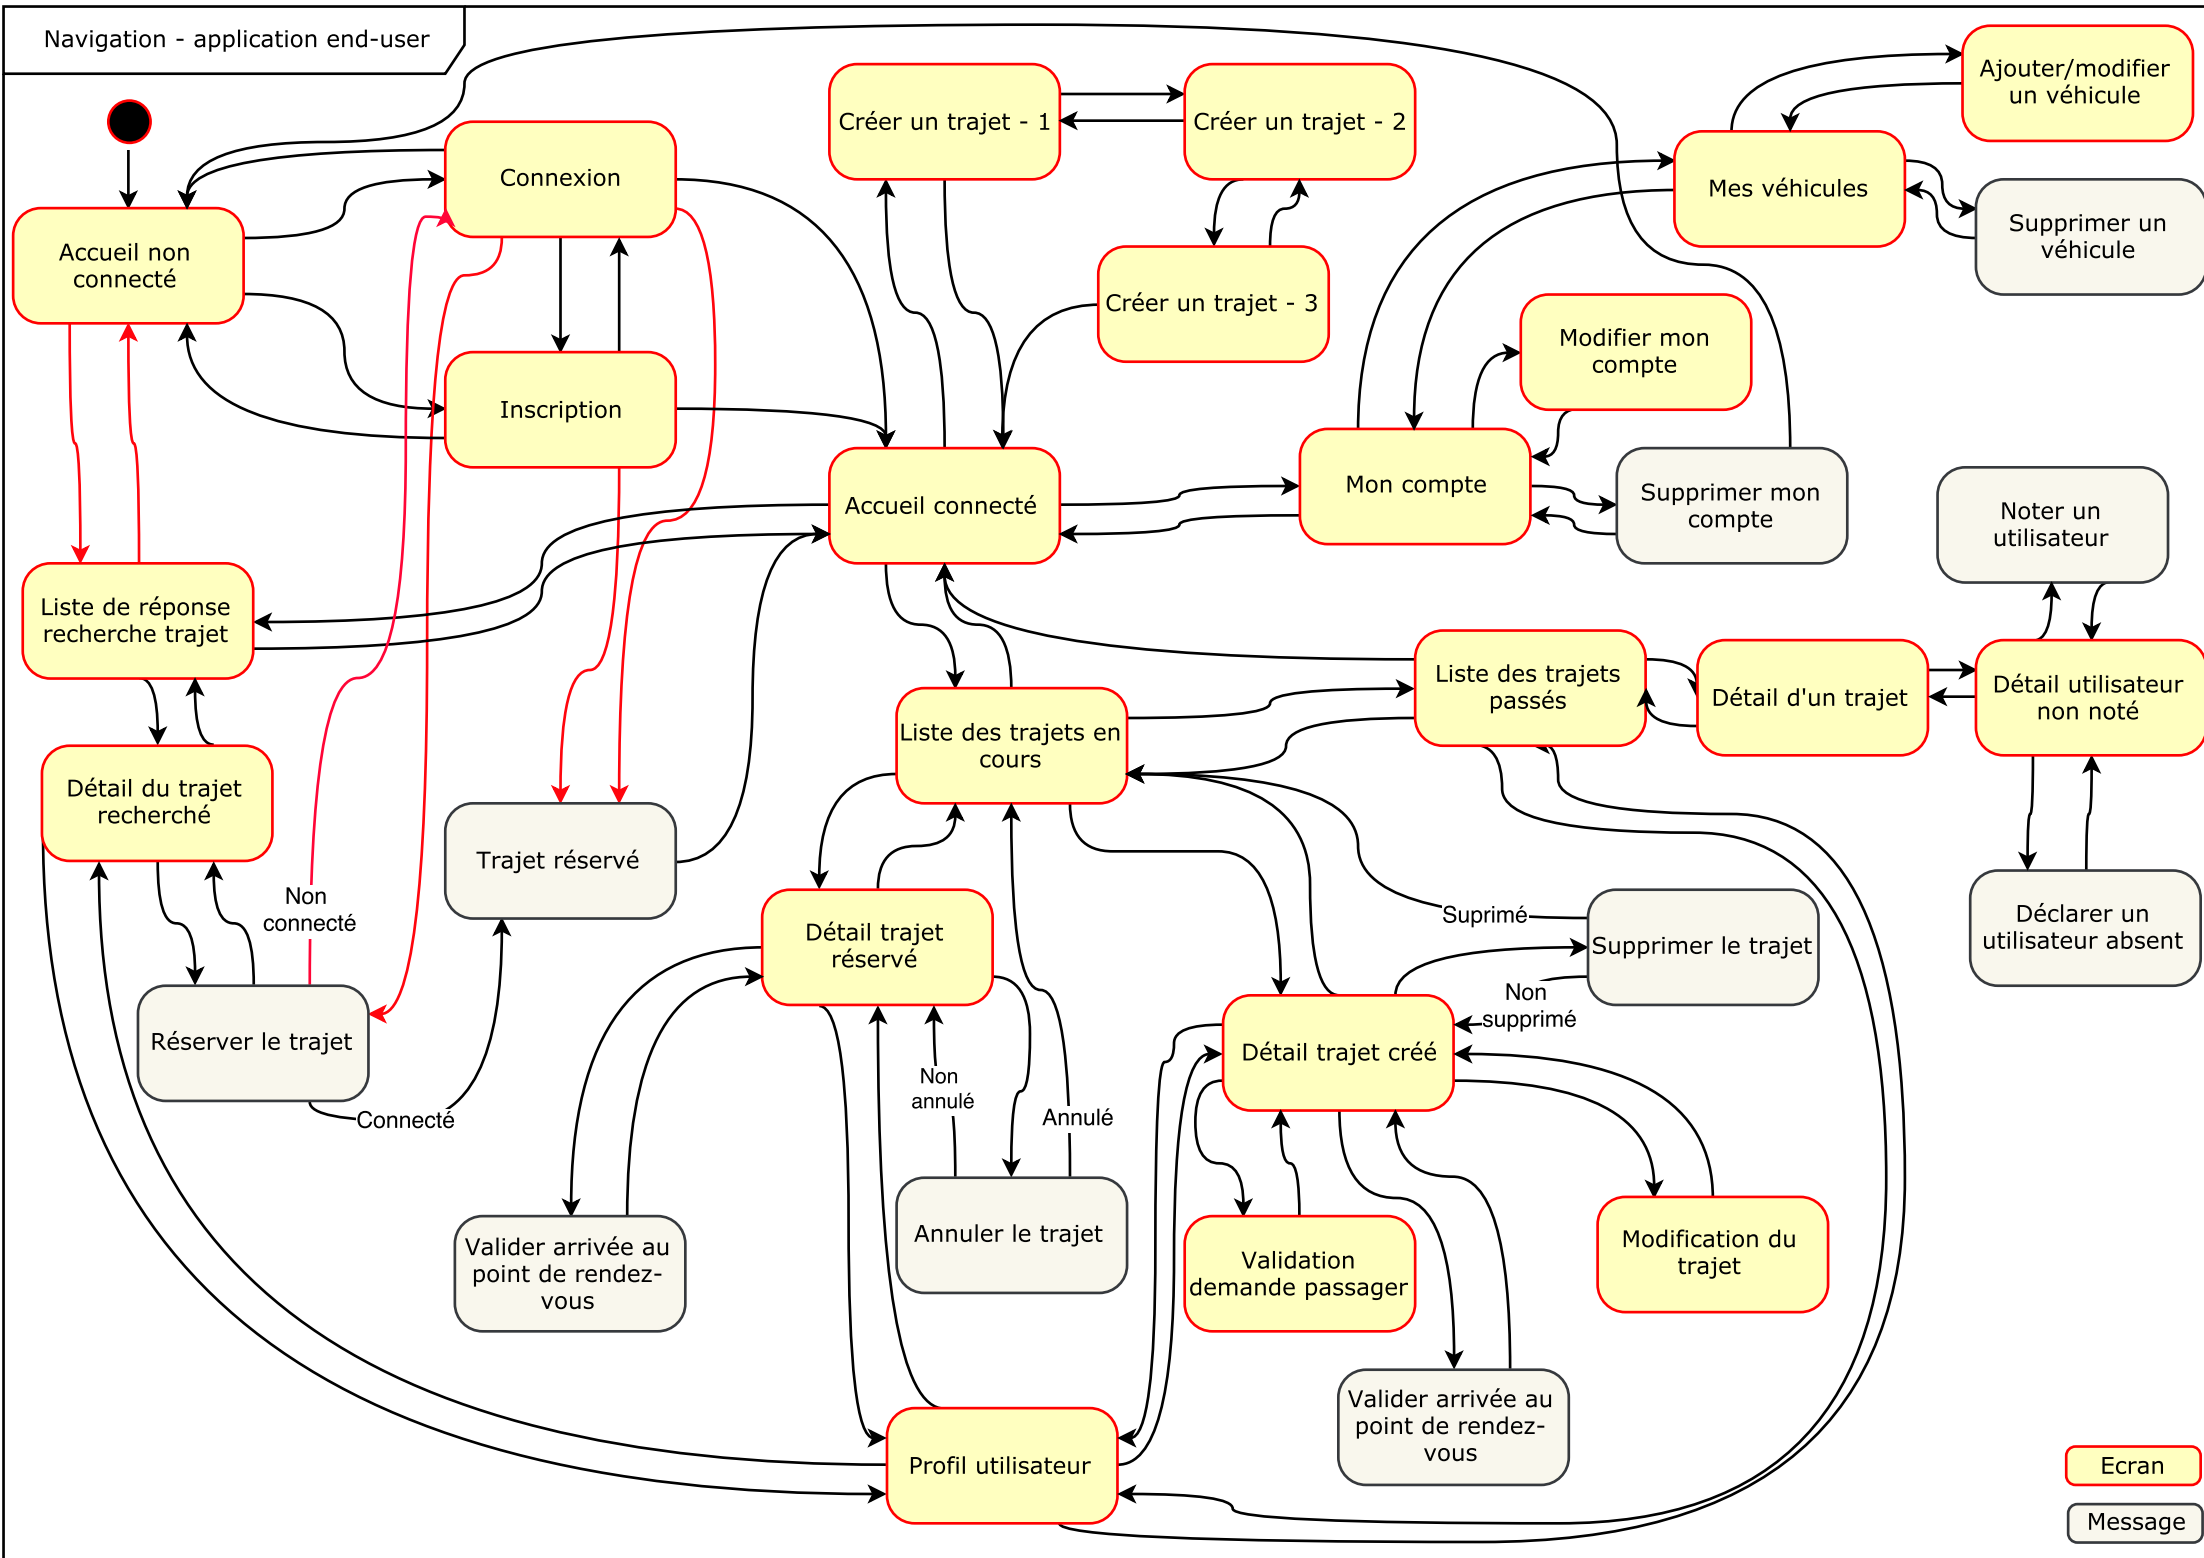 Navigation - application end-user
Ajouter/modifier
un véhicule
Créer un trajet - 1
Créer un trajet - 2
Connexion
Mes véhicules
Supprimer un
véhicule
Accueil non
connecté
Créer un trajet - 3
Modifier mon
compte
Inscription
Accueil connecté
Mon compte
Supprimer mon
compte
Noter un
utilisateur
Liste de réponse
recherche trajet
Liste des trajets
passés
Détail d'un trajet
Détail utilisateur
non noté
Liste des trajets en
cours
Détail du trajet
recherché
Trajet réservé
Non
connecté
Détail trajet
réservé
Suprimé
Supprimer le trajet
Déclarer un
utilisateur absent
Non
supprimé
Réserver le trajet
Détail trajet créé
Connecté
Non
annulé
Annulé
Valider arrivée au
point de rendez-
vous
Annuler le trajet
Validation
demande passager
Modification du
trajet
Valider arrivée au
point de rendez-
vous
Profil utilisateur
Ecran
Message